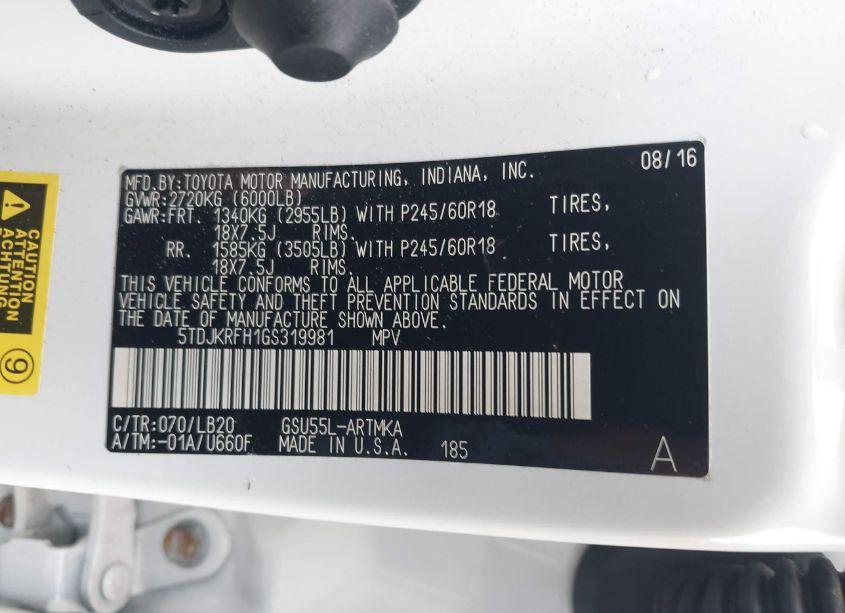 MFD.BY:TOYOTA MOTOR MANUFACTURING, INDIANA, INC. 08/16
GVWR:2720KG (6000LB)
GAWR:FRT. 1340KG (2955LB) WITH P245/60R18 TIRES,
18X7.5J RIMS.
RR. 1585KG (3505LB) WITH P245/60R18 TIRES,
18X7.5J RIMS.
THIS VEHICLE CONFORMS TO ALL APPLICABLE FEDERAL MOTOR
VEHICLE SAFETY AND THEFT PREVENTION STANDARDS IN EFFECT ON
THE DATE OF MANUFACTURE SHOWN ABOVE.
5TDJKRFH1GS319981 MPV
C/TR:070/LB20 GSU55L-ARTMKA
A/TM:-01A/U660F MADE IN U.S.A. 185 A
CAUTION
ATTENTION
ACHTUNG
9